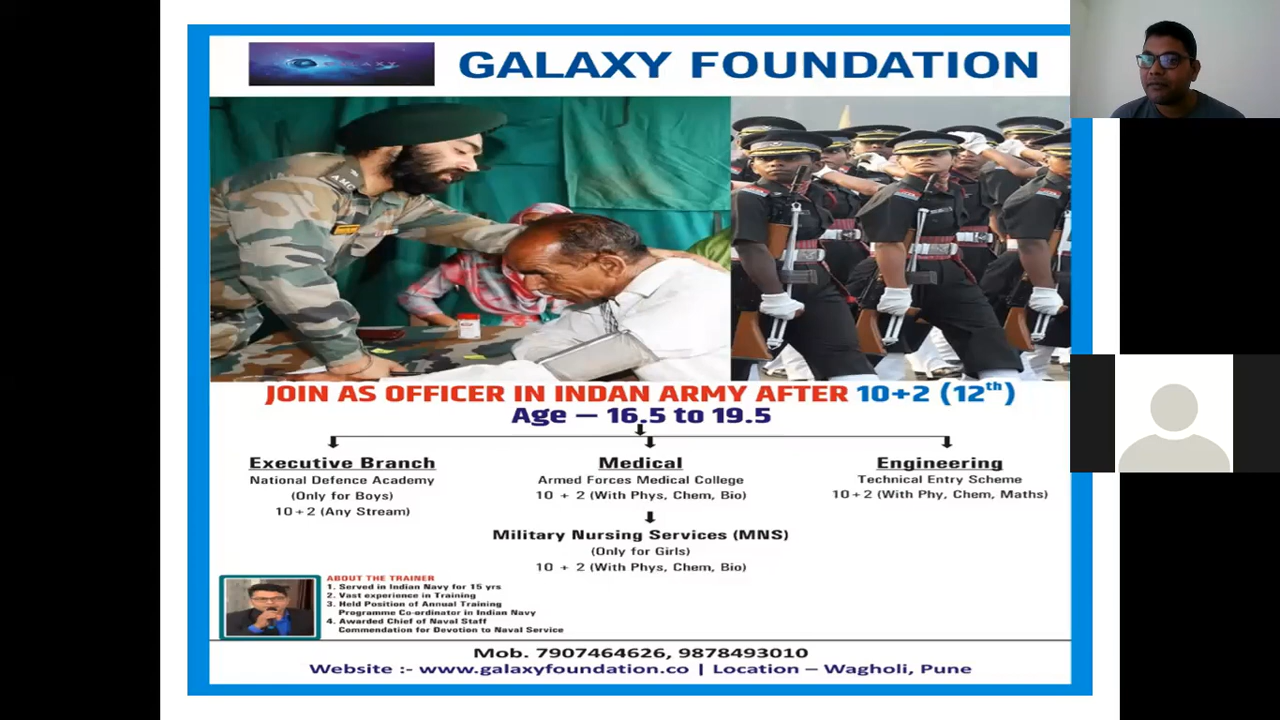 GALAXY
GALAXY FOUNDATION
AMC
JOIN AS OFFICER IN INDAN ARMY AFTER 10+2 (12th)
Age – 16.5 to 19.5
Executive Branch
National Defence Academy
(Only for Boys)
10+2 (Any Stream)
Medical
Armed Forces Medical College
10 + 2 (With Phys, Chem, Bio)
Military Nursing Services (MNS)
(Only for Girls)
10 + 2 (With Phys, Chem, Bio)
Engineering
Technical Entry Scheme
10+2 (With Phy, Chem, Maths)
ABOUT THE TRAINER
1. Served in Indian Navy for 15 yrs
2. Vast experience in Training
3. Held Position of Annual Training
Programme Co-ordinator in Indian Navy
4. Awarded Chief of Naval Staff
Commendation for Devotion to Naval Service
Mob. 7907464626, 9878493010
Website :- www.galaxyfoundation.co | Location – Wagholi, Pune